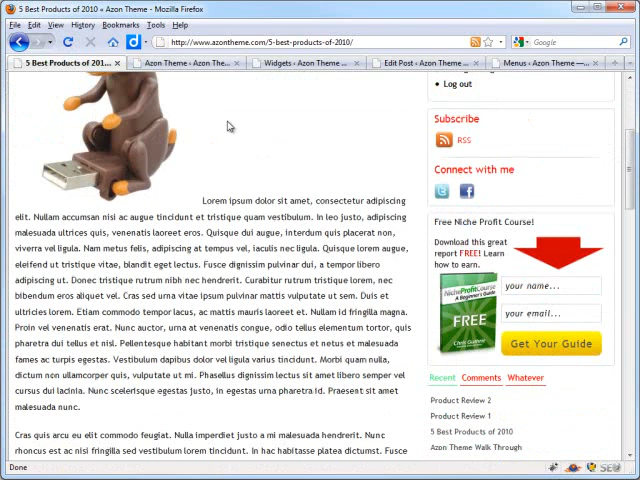 5 Best Products of 2010 « Azon Theme - Mozilla Firefox
File Edit View History Bookmarks Tools Help
http://www.azontheme.com/5-best-products-of-2010/
Google
5 Best Products of 201...
Azon Theme ‹ Azon The...
Widgets ‹ Azon Theme ...
Edit Post ‹ Azon Theme ...
Menus ‹ Azon Theme —...
Log out
Subscribe
RSS
Connect with me
Free Niche Profit Course!
Download this great
report FREE! Learn
how to earn.
NicheProfitCourse
A Beginner's Guide
FREE
Chris Guthrie
your name...
your email...
Get Your Guide
Recent Comments Whatever
Product Review 2
Product Review 1
5 Best Products of 2010
Azon Theme Walk Through
Lorem ipsum dolor sit amet, consectetur adipiscing
elit. Nullam accumsan nisi ac augue tincidunt et tristique quam vestibulum. In leo justo, adipiscing
malesuada ultrices quis, venenatis laoreet eros. Quisque dui augue, interdum quis placerat non,
viverra vel ligula. Nam metus felis, adipiscing at tempus vel, iaculis nec ligula. Quisque lorem augue,
eleifend ut tristique vitae, blandit eget lectus. Fusce dignissim pulvinar dui, a tempor libero
adipiscing ut. Donec tristique rutrum nibh nec hendrerit. Curabitur rutrum tristique lorem, nec
bibendum eros aliquet vel. Cras sed urna vitae ipsum pulvinar mattis vulputate ut sem. Duis et
ultricies lorem. Etiam commodo tempor lacus, ac mattis mauris laoreet et. Nulla id fringilla magna.
Proin vel venenatis erat. Nunc auctor, urna at venenatis congue, odio tellus elementum tortor, quis
pharetra dui tellus et nisl. Pellentesque habitant morbi tristique senectus et netus et malesuada
fames ac turpis egestas. Vestibulum dapibus dolor vel ligula varius tincidunt. Morbi quam nulla,
dictum non ullamcorper quis, vulputate ut mi. Phasellus dignissim lectus sit amet libero semper vel
cursus dui lacinia. Nunc scelerisque egestas justo, in egestas urna pharetra id. Praesent sit amet
malesuada nunc.
Cras quis arcu eu elit commodo feugiat. Nulla imperdiet justo a mi malesuada hendrerit. Nunc
rhoncus est ac nisi fringilla sed vestibulum lorem blandit. In hac habitasse platea dictumst. Fusce
Done